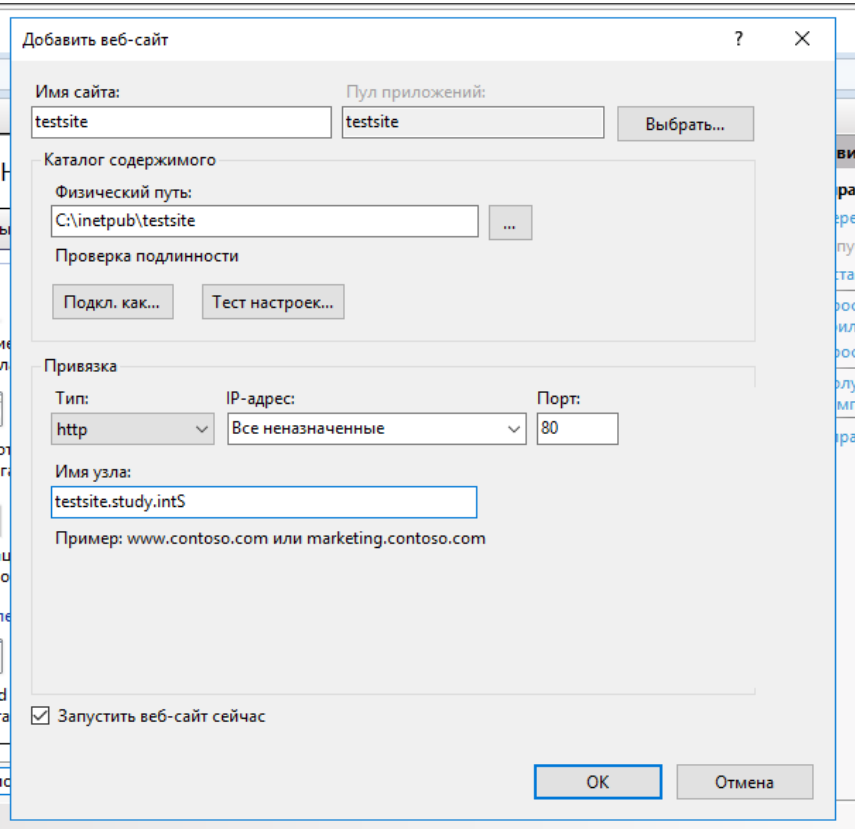 Добавить веб-сайт
?
Имя сайта:
Пул приложений:
testsite
testsite
Выбрать...
Каталог содержимого
Физический путь:
C:\inetpub\testsite
...
Проверка подлинности
Подкл. как...
Тест настроек...
Привязка
Тип:
IP-адрес:
Порт:
http
Все неназначенные
80
Имя узла:
testsite.study.intS
Пример: www.contoso.com или marketing.contoso.com
Запустить веб-сайт сейчас
OK
Отмена